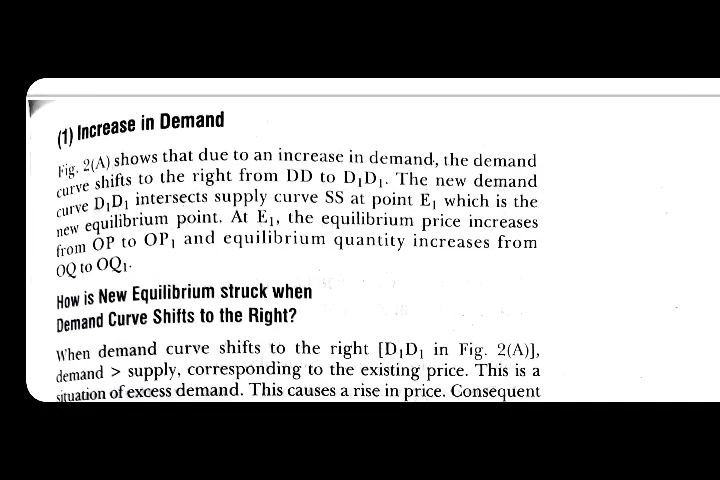 (1) Increase in Demand
Fig. 2(A) shows that due to an increase in demand, the demand
curve shifts to the right from DD to D₁D₁. The new demand
curve D₁D₁ intersects supply curve SS at point E₁ which is the
new equilibrium point. At E₁, the equilibrium price increases
from OP to OP₁ and equilibrium quantity increases from
OQ to OQ₁.
How is New Equilibrium struck when
Demand Curve Shifts to the Right?
When demand curve shifts to the right [D₁D₁ in Fig. 2(A)],
demand > supply, corresponding to the existing price. This is a
situation of excess demand. This causes a rise in price. Consequent